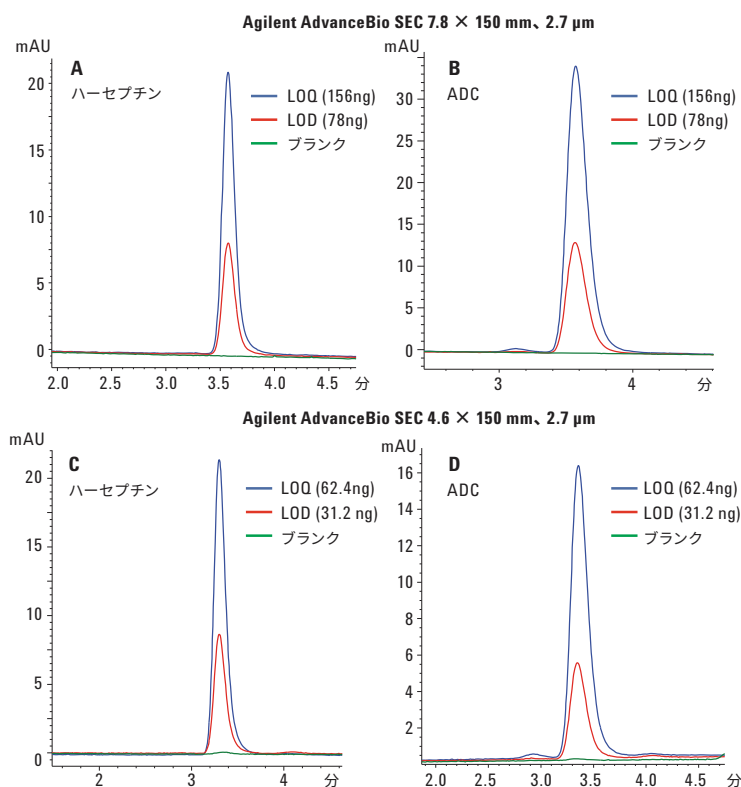 Agilent AdvanceBio SEC 7.8 × 150 mm、2.7 µm
mAU
A
ハーセプチン
LOQ (156ng)
LOD (78ng)
ブランク
20
15
10
5
0
2.0 2.5 3.0 3.5 4.0 4.5 分
mAU
B
ADC
LOQ (156ng)
LOD (78ng)
ブランク
30
33
10
10
5
0
3 4 分
Agilent AdvanceBio SEC 4.6 × 150 mm、2.7 µm
mAU
C
ハーセプチン
LOQ (62.4ng)
LOD (31.2 ng)
ブランク
20
15
10
5
0
2 3 4 分
mAU
D
ADC
LOQ (62.4ng)
LOD (31.2 ng)
ブランク
16
14
12
10
8
6
4
2
2.0 2.5 3.0 3.5 4.0 4.5 分